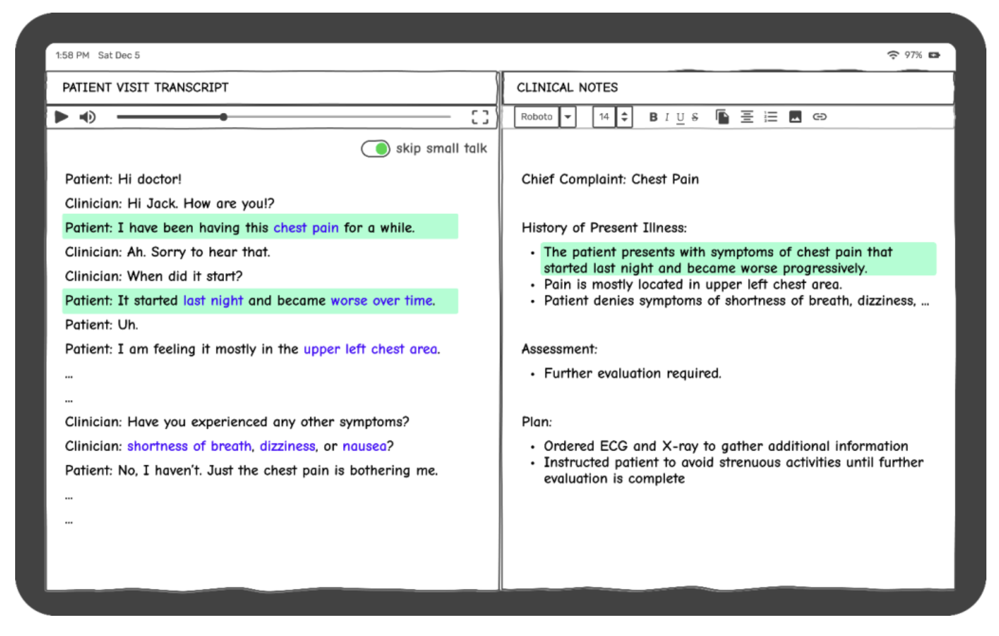 1:58 PM Sat Dec 5
97%
PATIENT VISIT TRANSCRIPT
skip small talk
Patient: Hi doctor!
Clinician: Hi Jack. How are you!?
Patient: I have been having this chest pain for a while.
Clinician: Ah. Sorry to hear that.
Clinician: When did it start?
Patient: It started last night and became worse over time.
Patient: Uh.
Patient: I am feeling it mostly in the upper left chest area.
...
...
Clinician: Have you experienced any other symptoms?
Clinician: shortness of breath, dizziness, or nausea?
Patient: No, I haven't. Just the chest pain is bothering me.
...
...
CLINICAL NOTES
Roboto 14 B I U S
Chief Complaint: Chest Pain
History of Present Illness:
• The patient presents with symptoms of chest pain that
started last night and became worse progressively.
• Pain is mostly located in upper left chest area.
• Patient denies symptoms of shortness of breath, dizziness, ...
Assessment:
• Further evaluation required.
Plan:
• Ordered ECG and X-ray to gather additional information
• Instructed patient to avoid strenuous activities until further
evaluation is complete